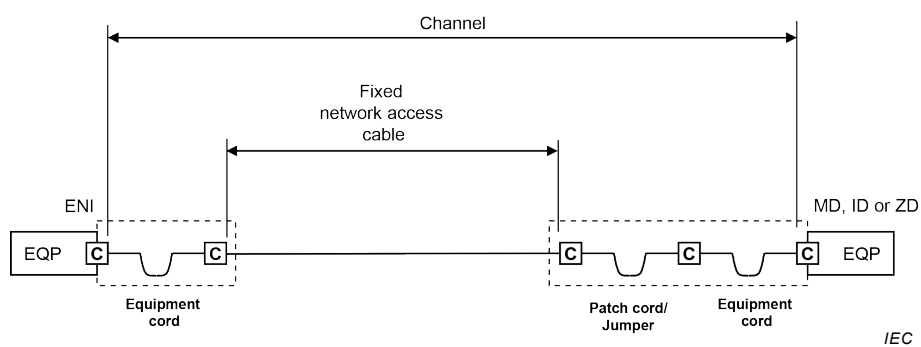 Channel
Fixed
network access
cable
ENI
MD, ID or ZD
EQP
C
C
C
C
C
EQP
Equipment
cord
Patch cord/
Jumper
Equipment
cord
IEC